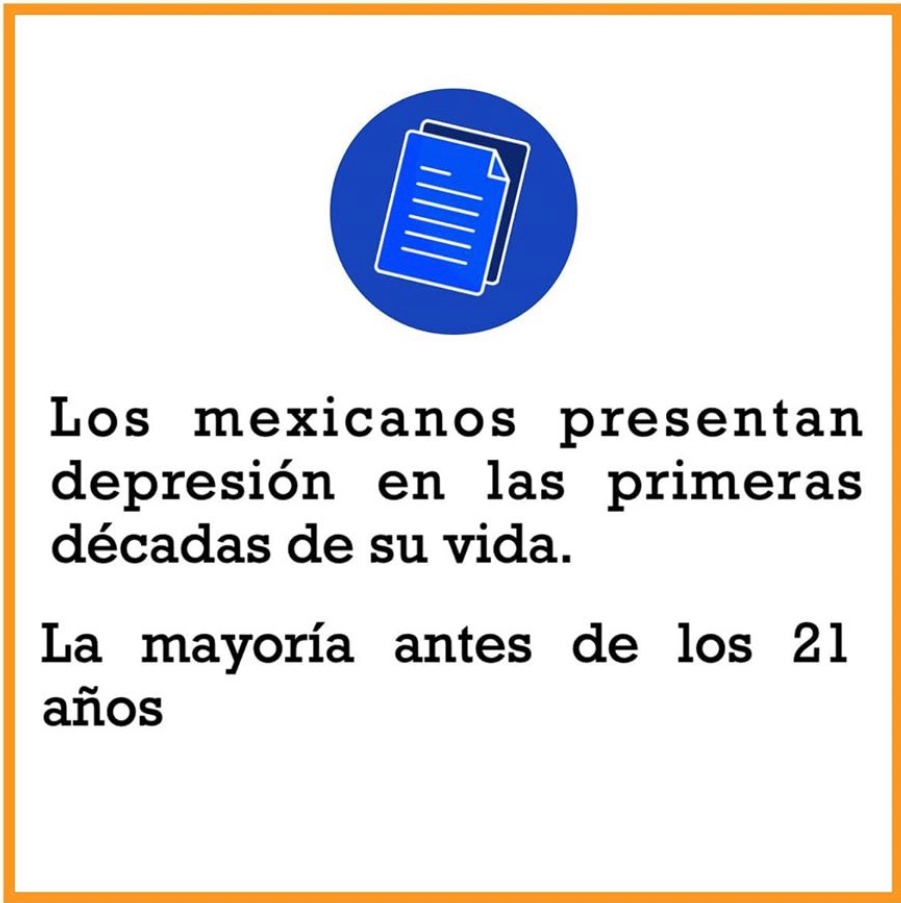 Los mexicanos presentan
depresión en las primeras
décadas de su vida.
La mayoría antes de los 21
años